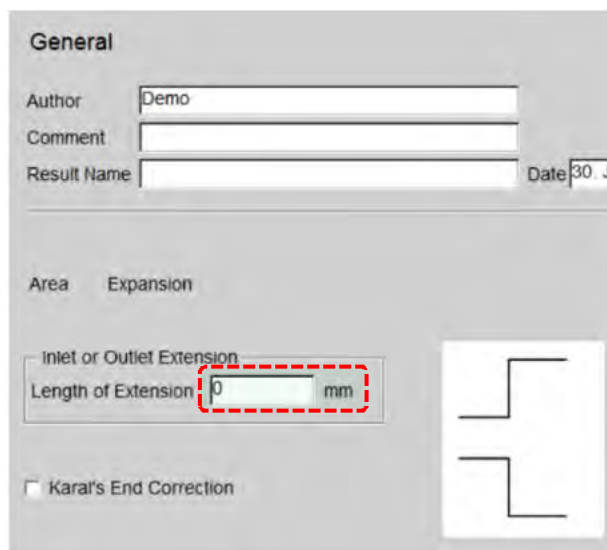 General
Author Demo
Comment
Result Name Date 30. J
Area Expansion
Inlet or Outlet Extension
Length of Extension 0 mm
Karal's End Correction